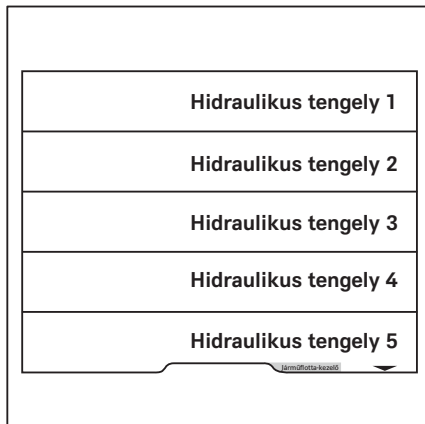 Hidraulikus tengely 1
Hidraulikus tengely 2
Hidraulikus tengely 3
Hidraulikus tengely 4
Hidraulikus tengely 5
Járműflotta-kezelő